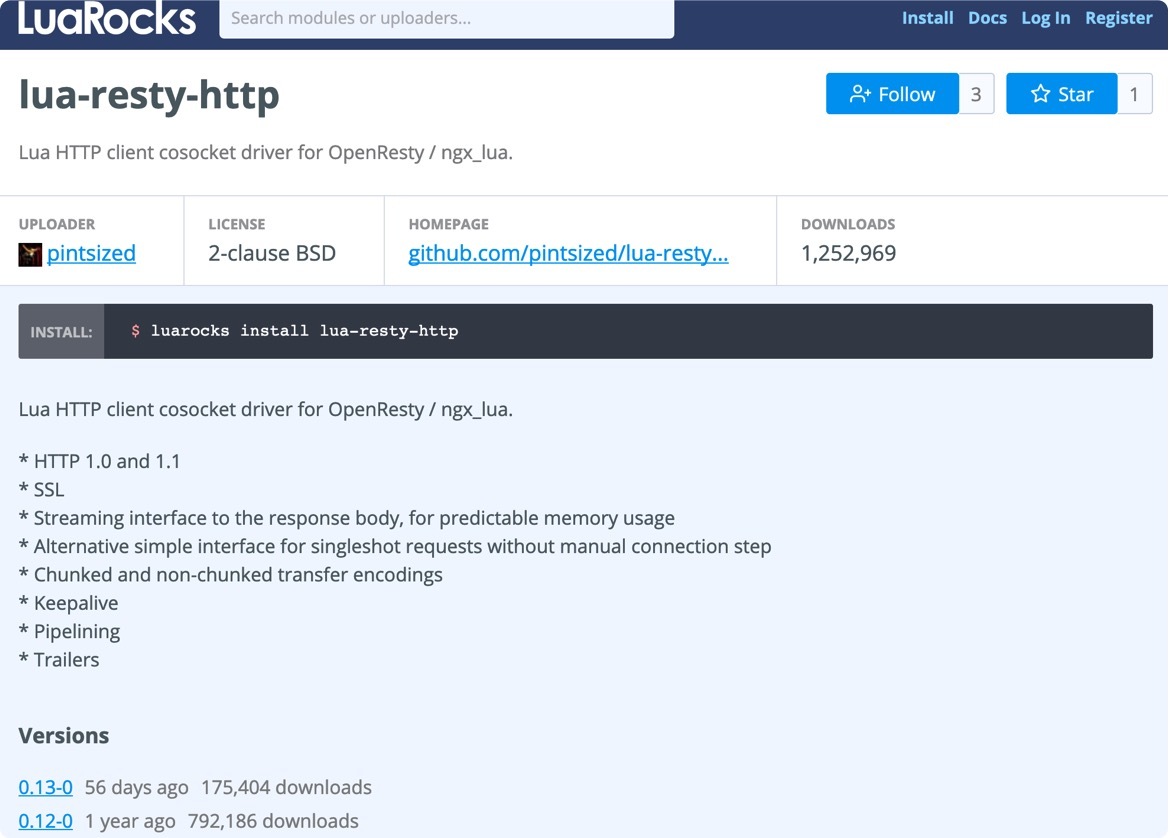 LuaRocks
Search modules or uploaders...
Install Docs Log In Register
lua-resty-http
Follow 3 Star 1
Lua HTTP client cosocket driver for OpenResty / ngx_lua.
UPLOADER
pintsized
LICENSE
2-clause BSD
HOMEPAGE
github.com/pintsized/lua-resty...
DOWNLOADS
1,252,969
INSTALL: $ luarocks install lua-resty-http
Lua HTTP client cosocket driver for OpenResty / ngx_lua.
* HTTP 1.0 and 1.1
* SSL
* Streaming interface to the response body, for predictable memory usage
* Alternative simple interface for singleshot requests without manual connection step
* Chunked and non-chunked transfer encodings
* Keepalive
* Pipelining
* Trailers
Versions
0.13-0 56 days ago 175,404 downloads
0.12-0 1 year ago 792,186 downloads